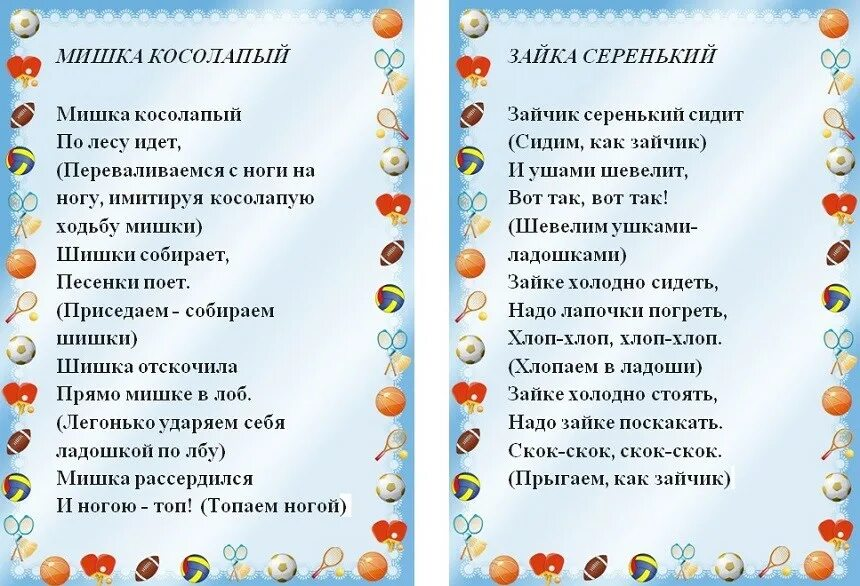 МИШКА КОСОЛАПЫЙ
Мишка косолапый
По лесу идет,
(Переваливаемся с ноги на
ногу, имитируя косолапую
ходьбу мишки)
Шишки собирает,
Песенки поет.
(Приседаем - собираем
шишки)
Шишка отскочила
Прямо мишке в лоб.
(Легонько ударяем себя
ладошкой по лбу)
Мишка рассердился
И ногою - топ! (Топаем ногой)
ЗАЙКА СЕРЕНЬКИЙ
Зайчик серенький сидит
(Сидим, как зайчик)
И ушами шевелит,
Вот так, вот так!
(Шевелим ушками-
ладошками)
Зайке холодно сидеть,
Надо лапочки погреть,
Хлоп-хлоп, хлоп-хлоп.
(Хлопаем в ладоши)
Зайке холодно стоять,
Надо зайке поскакать.
Скок-скок, скок-скок.
(Прыгаем, как зайчик)